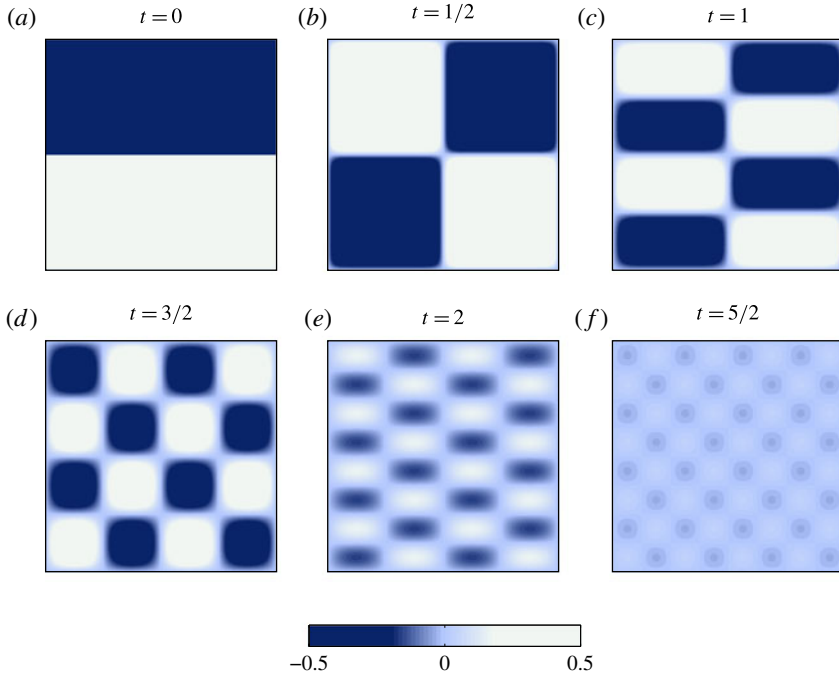 (a) t = 0
(b) t = 1/2
(c) t = 1
(d) t = 3/2
(e) t = 2
(f) t = 5/2
−0.5 0 0.5